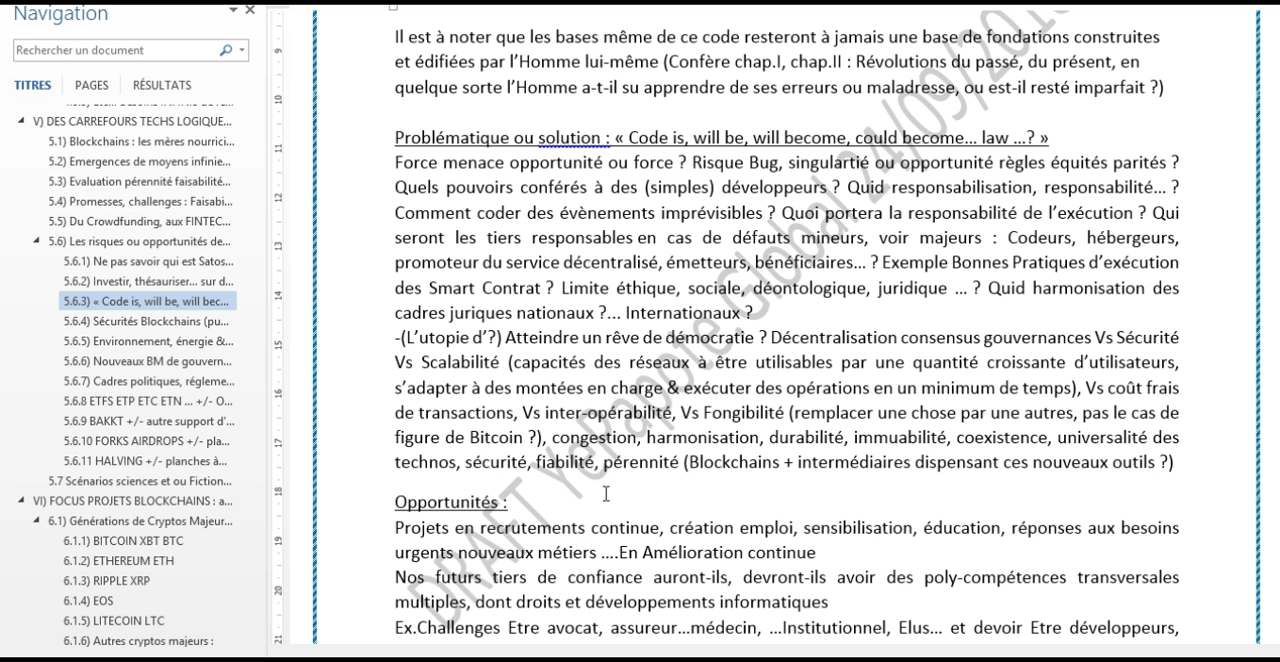 Navigation
Rechercher un document
TITRES PAGES RÉSULTATS
V) DES CARREFOURS TECHS LOGIQUE...
5.1) Blockchains : les mères nourrici...
5.2) Emergences de moyens infinie...
5.3) Evaluation pérennité faisabilité...
5.4) Promesses, challenges : Faisabi...
5.5) Du Crowdfunding, aux FINTEC...
5.6) Les risques ou opportunités de...
5.6.1) Ne pas savoir qui est Satos...
5.6.2) Investir, thésauriser... sur d...
5.6.3) « Code is, will be, will bec...
5.6.4) Sécurités Blockchains (pu...
5.6.5) Environnement, énergie &...
5.6.6) Nouveaux BM de gouvern...
5.6.7) Cadres politiques, régleme...
5.6.8 ETFS ETP ETC ETN ... +/- O...
5.6.9 BAKKT +/- autre support d'...
5.6.10 FORKS AIRDROPS +/- pla...
5.6.11 HALVING +/- planches à...
5.7 Scénarios sciences et ou Fiction...
VI) FOCUS PROJETS BLOCKCHAINS : a...
6.1) Générations de Cryptos Majeur...
6.1.1) BITCOIN XBT BTC
6.1.2) ETHEREUM ETH
6.1.3) RIPPLE XRP
6.1.4) EOS
6.1.5) LITECOIN LTC
6.1.6) Autres cryptos majeurs :
9
10
11
12
13
14
15
16
17
18
19
20
21
Il est à noter que les bases même de ce code resteront à jamais une base de fondations construites
et édifiées par l'Homme lui-même (Confère chap.I, chap.II : Révolutions du passé, du présent, en
quelque sorte l'Homme a-t-il su apprendre de ses erreurs ou maladresse, ou est-il resté imparfait ?)
Problématique ou solution : « Code is, will be, will become, could become... law ...? »
Force menace opportunité ou force ? Risque Bug, singulartié ou opportunité règles équités parités ?
Quels pouvoirs conférés à des (simples) développeurs ? Quid responsabilisation, responsabilité... ?
Comment coder des évènements imprévisibles ? Quoi portera la responsabilité de l'exécution ? Qui
seront les tiers responsables en cas de défauts mineurs, voir majeurs : Codeurs, hébergeurs,
promoteur du service décentralisé, émetteurs, bénéficiaires... ? Exemple Bonnes Pratiques d'exécution
des Smart Contrat ? Limite éthique, sociale, déontologique, juridique ... ? Quid harmonisation des
cadres juriques nationaux ?... Internationaux ?
-(L'utopie d'?) Atteindre un rêve de démocratie ? Décentralisation consensus gouvernances Vs Sécurité
Vs Scalabilité (capacités des réseaux à être utilisables par une quantité croissante d'utilisateurs,
s'adapter à des montées en charge & exécuter des opérations en un minimum de temps), Vs coût frais
de transactions, Vs inter-opérabilité, Vs Fongibilité (remplacer une chose par une autres, pas le cas de
figure de Bitcoin ?), congestion, harmonisation, durabilité, immuabilité, coexistence, universalité des
technos, sécurité, fiabilité, pérennité (Blockchains + intermédiaires dispensant ces nouveaux outils ?)
Opportunités :
Projets en recrutements continue, création emploi, sensibilisation, éducation, réponses aux besoins
urgents nouveaux métiers ....En Amélioration continue
Nos futurs tiers de confiance auront-ils, devront-ils avoir des poly-compétences transversales
multiples, dont droits et développements informatiques
Ex.Challenges Etre avocat, assureur...médecin, ...Institutionnel, Elus... et devoir Etre développeurs,